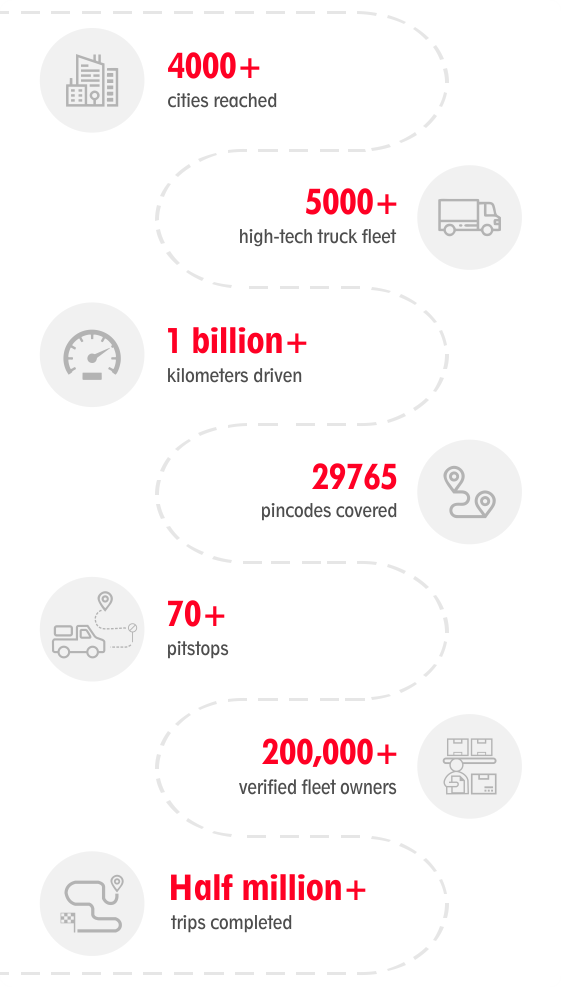 4000+
cities reached
5000+
high-tech truck fleet
1 billion+
kilometers driven
29765
pincodes covered
70+
pitstops
200,000+
verified fleet owners
Half million+
trips completed